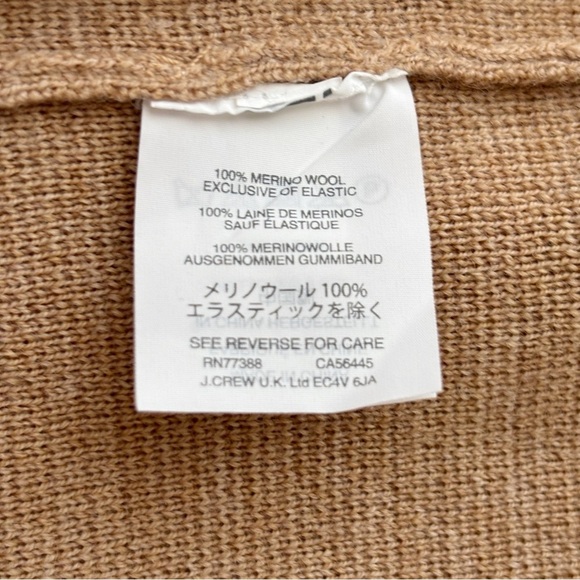 100% MERINO WOOL
EXCLUSIVE OF ELASTIC
100% LAINE DE MERINOS
SAUF ÉLASTIQUE
100% MERINOWOLLE
AUSGENOMMEN GUMMIBAND
メリノウール 100%
エラスティックを除く
SEE REVERSE FOR CARE
RN77388 CA56445
J.CREW U.K. Ltd EC4V 6JA